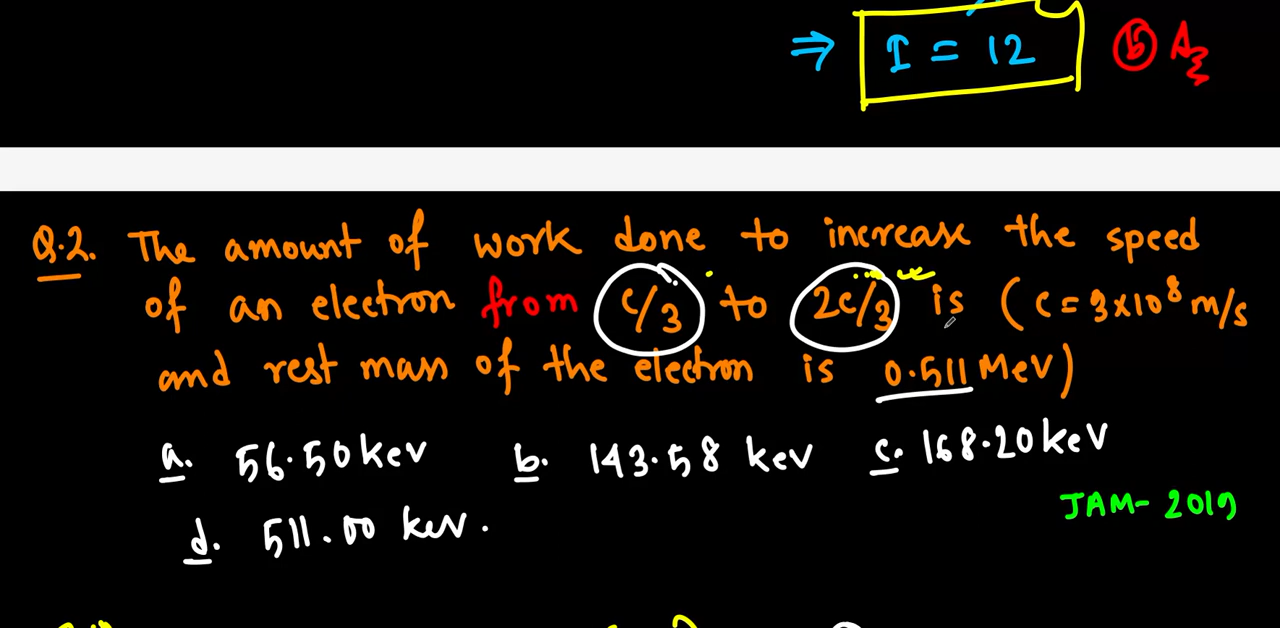 ⇒ I = 12 ⓑ Ag
Q.2. The amount of work done to increase the speed
of an electron from c/3 to 2c/3 is (c = 3×10⁸ m/s
and rest mass of the electron is 0.511 MeV)
a. 56.50 keV b. 143.58 keV c. 168.20 keV
JAM- 2019
d. 511.00 keV.